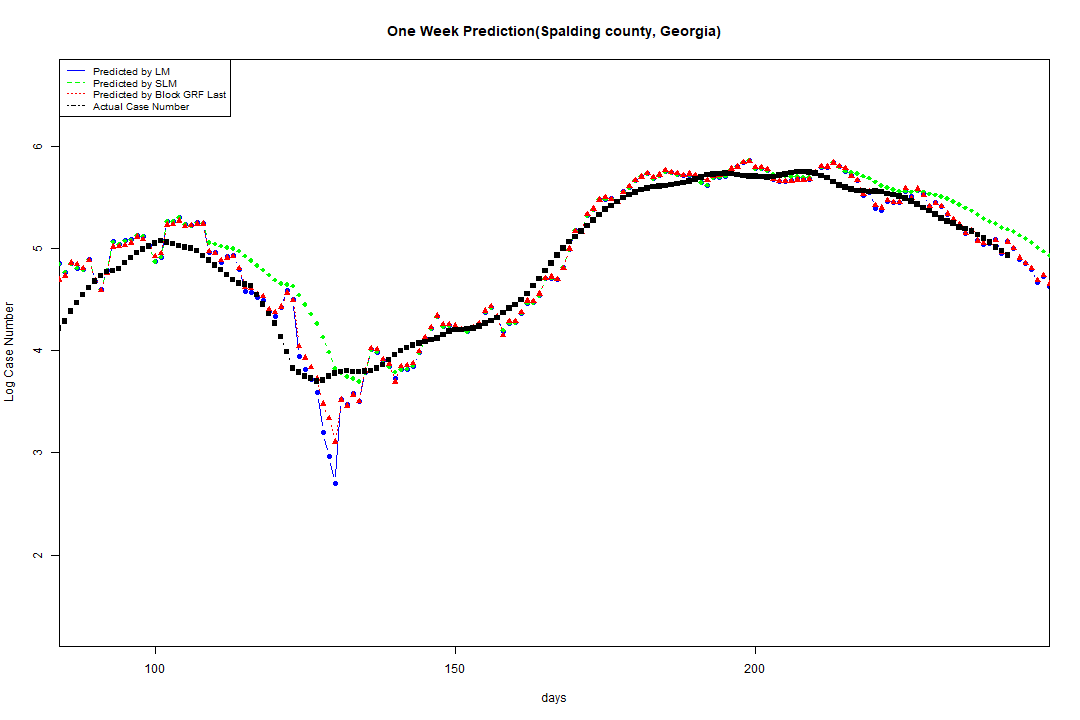 One Week Prediction(Spalding county, Georgia)
Predicted by LM
Predicted by SLM
Predicted by Block GRF Last
Actual Case Number
6
5
4
3
2
Log Case Number
100 150 200
days